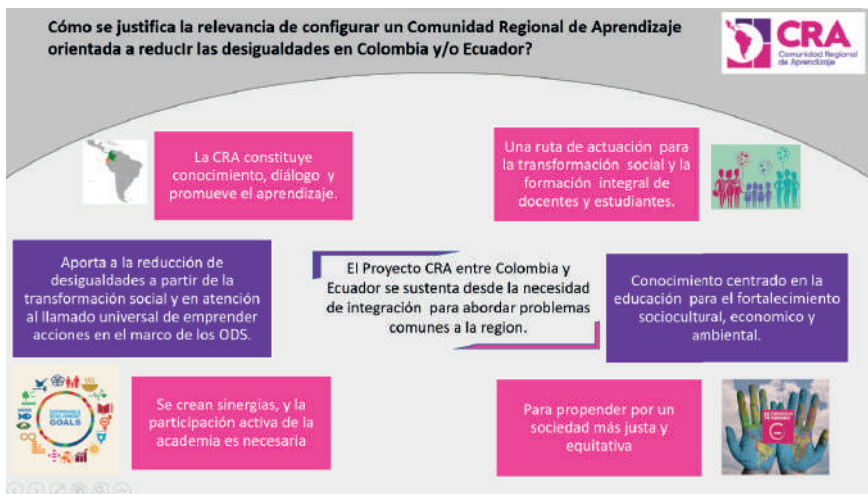 Cómo se justifica la relevancia de configurar un Comunidad Regional de Aprendizaje
orientada a reducir las desigualdades en Colombia y/o Ecuador?
CRA
Comunidad Regional
de Aprendizaje
La CRA constituye
conocimiento, diálogo y
promueve el aprendizaje.
Una ruta de actuación para
la transformación social y la
formación integral de
docentes y estudiantes.
Aporta a la reducción de
desigualdades a partir de la
transformación social y en atención
al llamado universal de emprender
acciones en el marco de los ODS.
El Proyecto CRA entre Colombia y
Ecuador se sustenta desde la necesidad
de integración para abordar problemas
comunes a la region.
Conocimiento centrado en la
educación para el fortalecimiento
sociocultural, economico y
ambiental.
SUSTAINABLE
DEVELOPMENT
GOALS
Se crean sinergias, y la
participación activa de la
academia es necesaria
Para propender por un
sociedad más justa y
equitativa